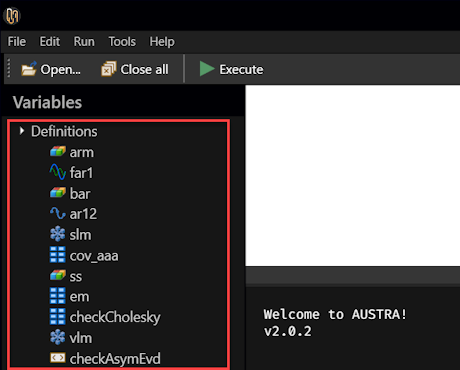 File Edit Run Tools Help
Open... Close all Execute
Variables
Definitions
arm
far1
bar
ar12
slm
cov_aaa
ss
em
checkCholesky
vlm
checkAsymEvd
Welcome to AUSTRA!
v2.0.2